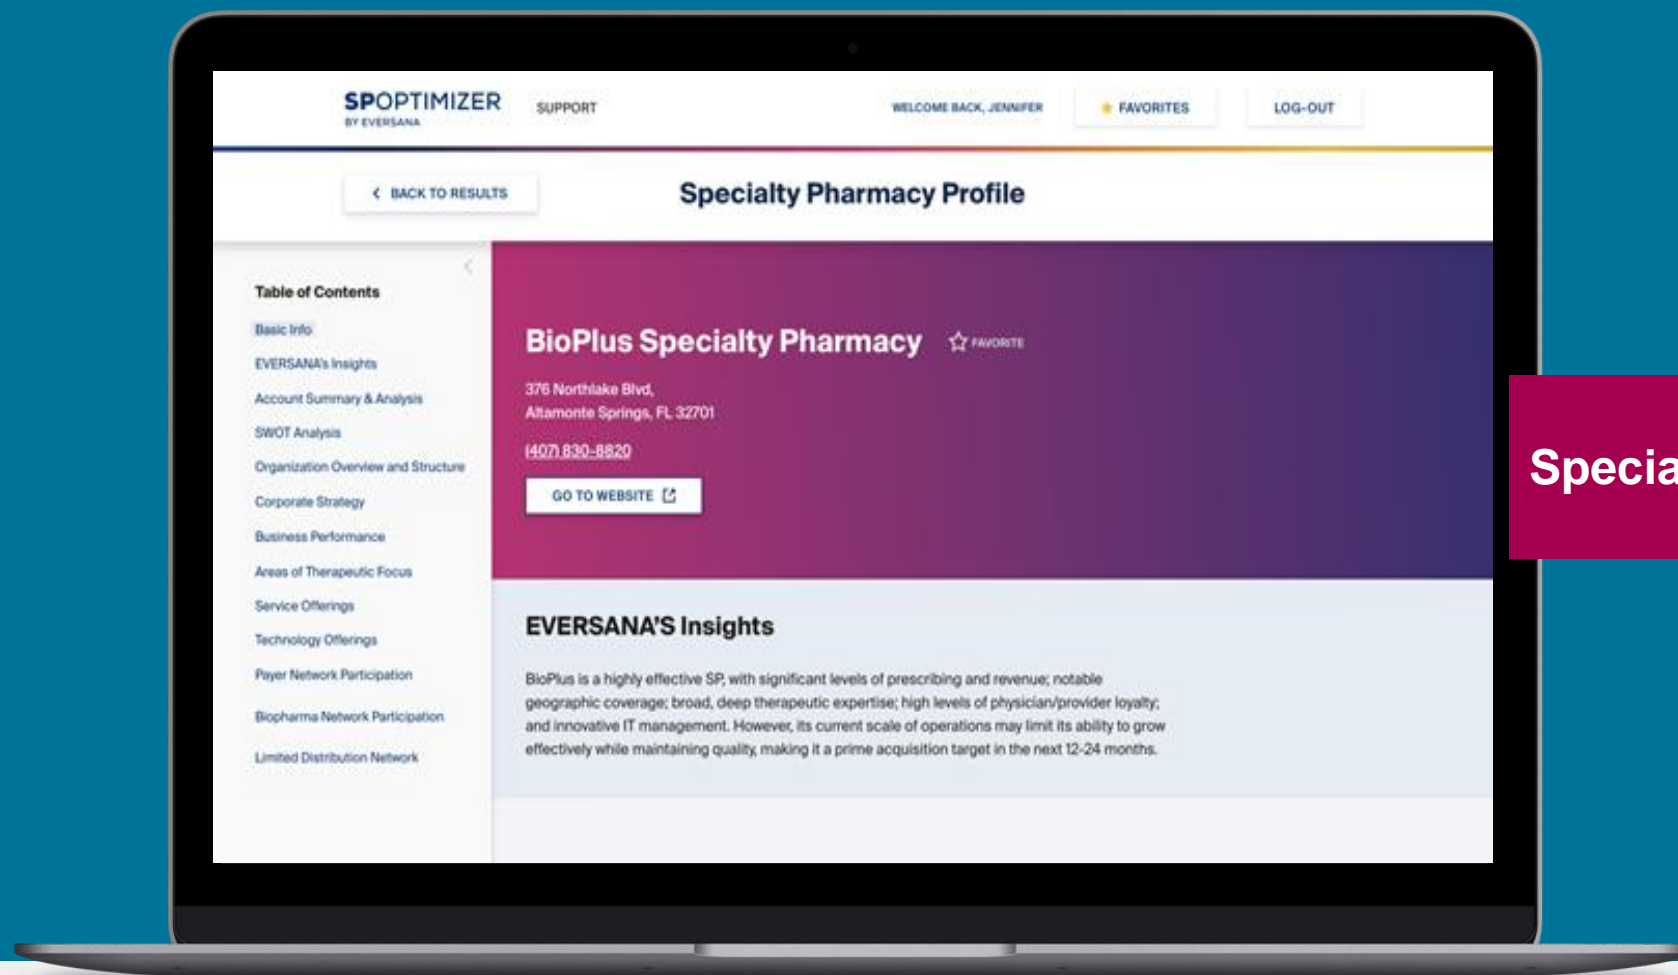 SPOPTIMIZER
BY EVERSANA
SUPPORT
WELCOME BACK, JENNIFER
FAVORITES
LOG-OUT
BACK TO RESULTS
Specialty Pharmacy Profile
Table of Contents
Basic Info
EVERSANA's Insights
Account Summary & Analysis
SWOT Analysis
Organization Overview and Structure
Corporate Strategy
Business Performance
Areas of Therapeutic Focus
Service Offerings
Technology Offerings
Payer Network Participation
Biopharma Network Participation
Limited Distribution Network
BioPlus Specialty Pharmacy
FAVORITE
376 Northlake Blvd,
Altamonte Springs, FL 32701
(407) 830-8820
GO TO WEBSITE
EVERSANA'S Insights
BioPlus is a highly effective SP, with significant levels of prescribing and revenue; notable
geographic coverage; broad, deep therapeutic expertise; high levels of physician/provider loyalty;
and innovative IT management. However, its current scale of operations may limit its ability to grow
effectively while maintaining quality, making it a prime acquisition target in the next 12-24 months.
Specia